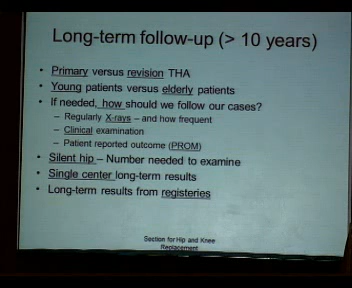 Long-term follow-up (> 10 years)
• Primary versus revision THA
• Young patients versus elderly patients
• If needed, how should we follow our cases?
– Regularly X-rays – and how frequent
– Clinical examination
– Patient reported outcome (PROM)
• Silent hip – Number needed to examine
• Single center long-term results
• Long-term results from registeries
Section for Hip and Knee
Replacement